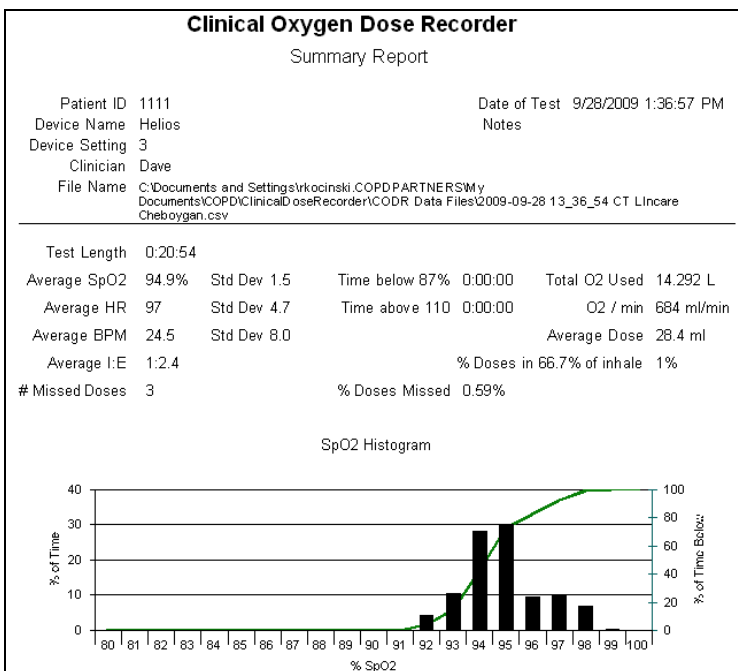 Clinical Oxygen Dose Recorder
Summary Report
Patient ID 1111 Date of Test 9/28/2009 1:36:57 PM
Device Name Helios Notes
Device Setting 3
Clinician Dave
File Name C:\Documents and Settings\rkocinski.COPDPARTNERS\My
Documents\COPD\ClinicalDoseRecorder\CODR Data Files\2009-09-28 13_36_54 CT LIncare
Cheboygan.csv
Test Length 0:20:54
Average SpO2 94.9% Std Dev 1.5 Time below 87% 0:00:00 Total O2 Used 14.292 L
Average HR 97 Std Dev 4.7 Time above 110 0:00:00 O2 / min 684 ml/min
Average BPM 24.5 Std Dev 8.0 Average Dose 28.4 ml
Average I:E 1:2.4 % Doses in 66.7% of inhale 1%
# Missed Doses 3 % Doses Missed 0.59%
SpO2 Histogram
40 100
80
30
60
20
40
10
20
0 0
% of Time
% of Time Below
80 81 82 83 84 85 86 87 88 89 90 91 92 93 94 95 96 97 98 99 100
% SpO2